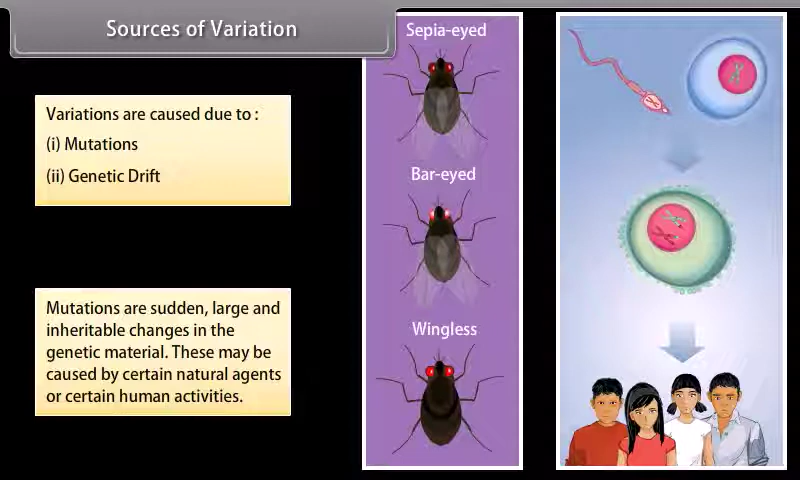 Sources of Variation
Variations are caused due to :
(i) Mutations
(ii) Genetic Drift
Mutations are sudden, large and
inheritable changes in the
genetic material. These may be
caused by certain natural agents
or certain human activities.
Sepia-eyed
Bar-eyed
Wingless